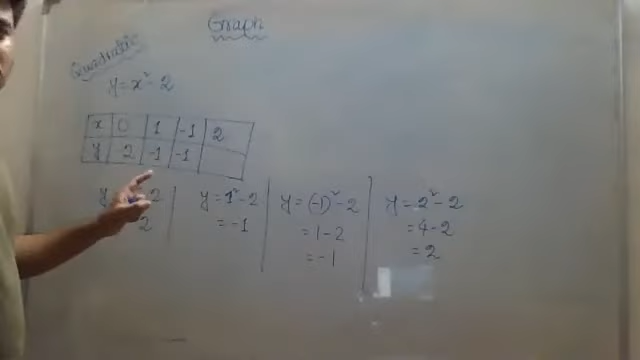 Graph
Quadratic
y = x² - 2
x 0 1 -1 2
y -2 -1 -1
y = 1² - 2
= -1
y = (-1)² - 2
= 1 - 2
= -1
y = 2² - 2
= 4 - 2
= 2